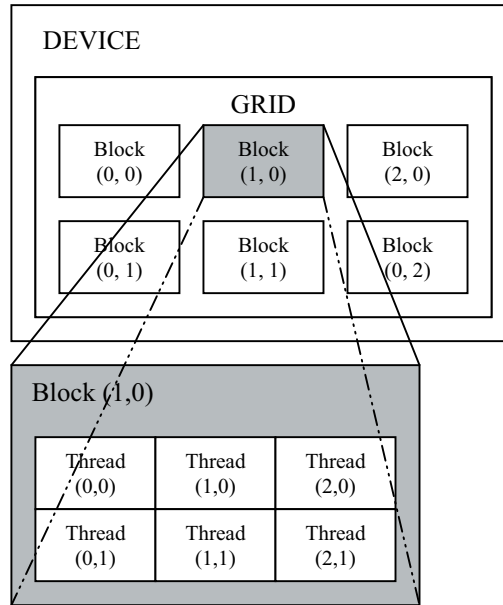 DEVICE
GRID
Block
(0, 0)
Block
(1, 0)
Block
(2, 0)
Block
(0, 1)
Block
(1, 1)
Block
(0, 2)
Block (1,0)
Thread
(0,0)
Thread
(1,0)
Thread
(2,0)
Thread
(0,1)
Thread
(1,1)
Thread
(2,1)